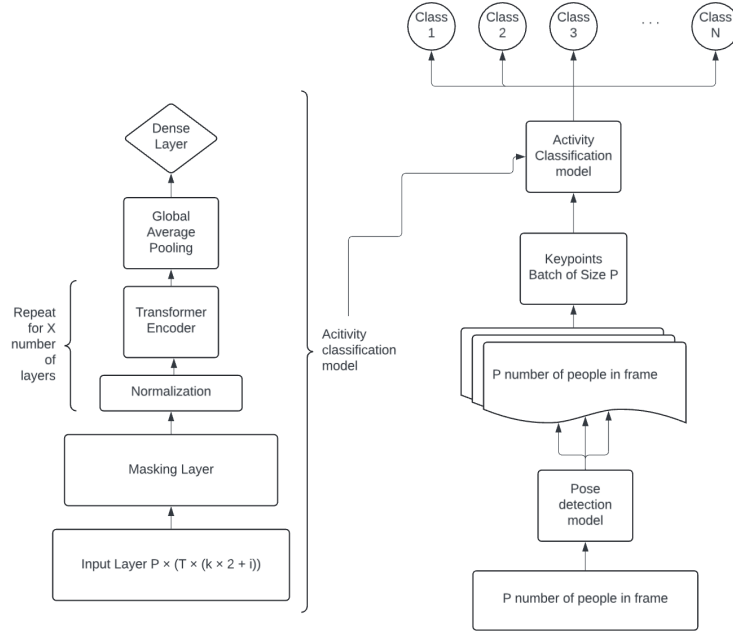 Class
1
Class
2
Class
3
. . .
Class
N
Dense
Layer
Global
Average
Pooling
Repeat
for X
number
of
layers
Transformer
Encoder
Normalization
Masking Layer
Input Layer P × (T × (k × 2 + i))
Acitivity
classification
model
Activity
Classification
model
Keypoints
Batch of Size P
P number of people in frame
Pose
detection
model
P number of people in frame